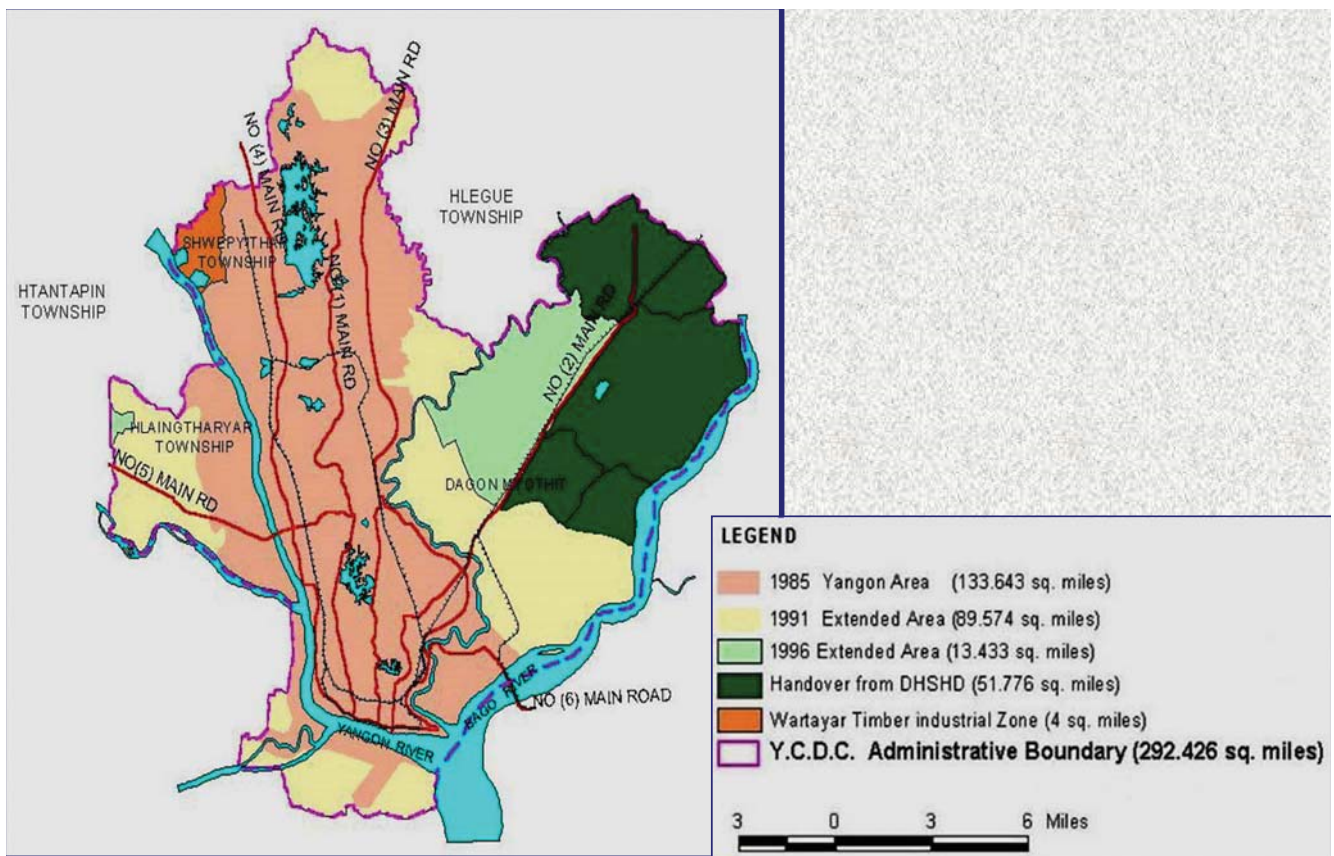 NO (3) MAIN RD
NO (4) MAIN RD
HLEGUE
TOWNSHIP
SHWEPYITHAR
TOWNSHIP
NO (1) MAIN RD
HTANTAPIN
TOWNSHIP
NO (2) MAIN RD
HLAINGTHARYAR
TOWNSHIP
NO(5) MAIN RD
DAGON MYOTHIT
BAGO RIVER
NO (6) MAIN ROAD
YANGON RIVER
LEGEND
1985 Yangon Area (133.643 sq. miles)
1991 Extended Area (89.574 sq. miles)
1996 Extended Area (13.433 sq. miles)
Handover from DHSHD (51.776 sq. miles)
Wartayar Timber industrial Zone (4 sq. miles)
Y.C.D.C. Administrative Boundary (292.426 sq. miles)
3 0 3 6 Miles